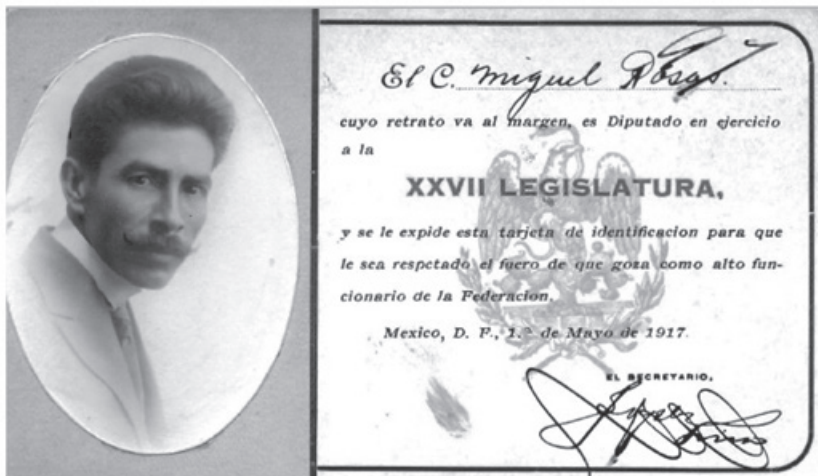 El C. Miguel Rosas.
cuyo retrato va al margen, es Diputado en ejercicio
a la
XXVII LEGISLATURA,
y se le expide esta tarjeta de identificacion para que
le sea respetado el fuero de que goza como alto fun-
cionario de la Federacion.
Mexico, D. F., 1.º de Mayo de 1917.
EL SECRETARIO,